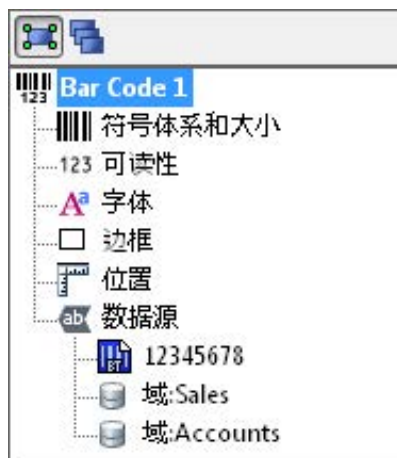 Bar Code 1
符号体系和大小
123 可读性
字体
边框
位置
数据源
12345678
域:Sales
域:Accounts